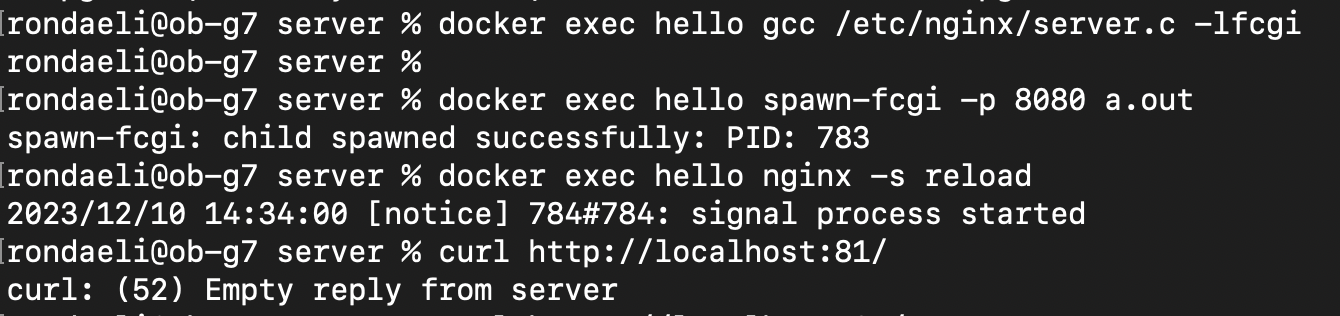 [rondaeli@ob-g7 server % docker exec hello gcc /etc/nginx/server.c -lfcgi
rondaeli@ob-g7 server %
[rondaeli@ob-g7 server % docker exec hello spawn-fcgi -p 8080 a.out
spawn-fcgi: child spawned successfully: PID: 783
[rondaeli@ob-g7 server % docker exec hello nginx -s reload
2023/12/10 14:34:00 [notice] 784#784: signal process started
[rondaeli@ob-g7 server % curl http://localhost:81/
curl: (52) Empty reply from server